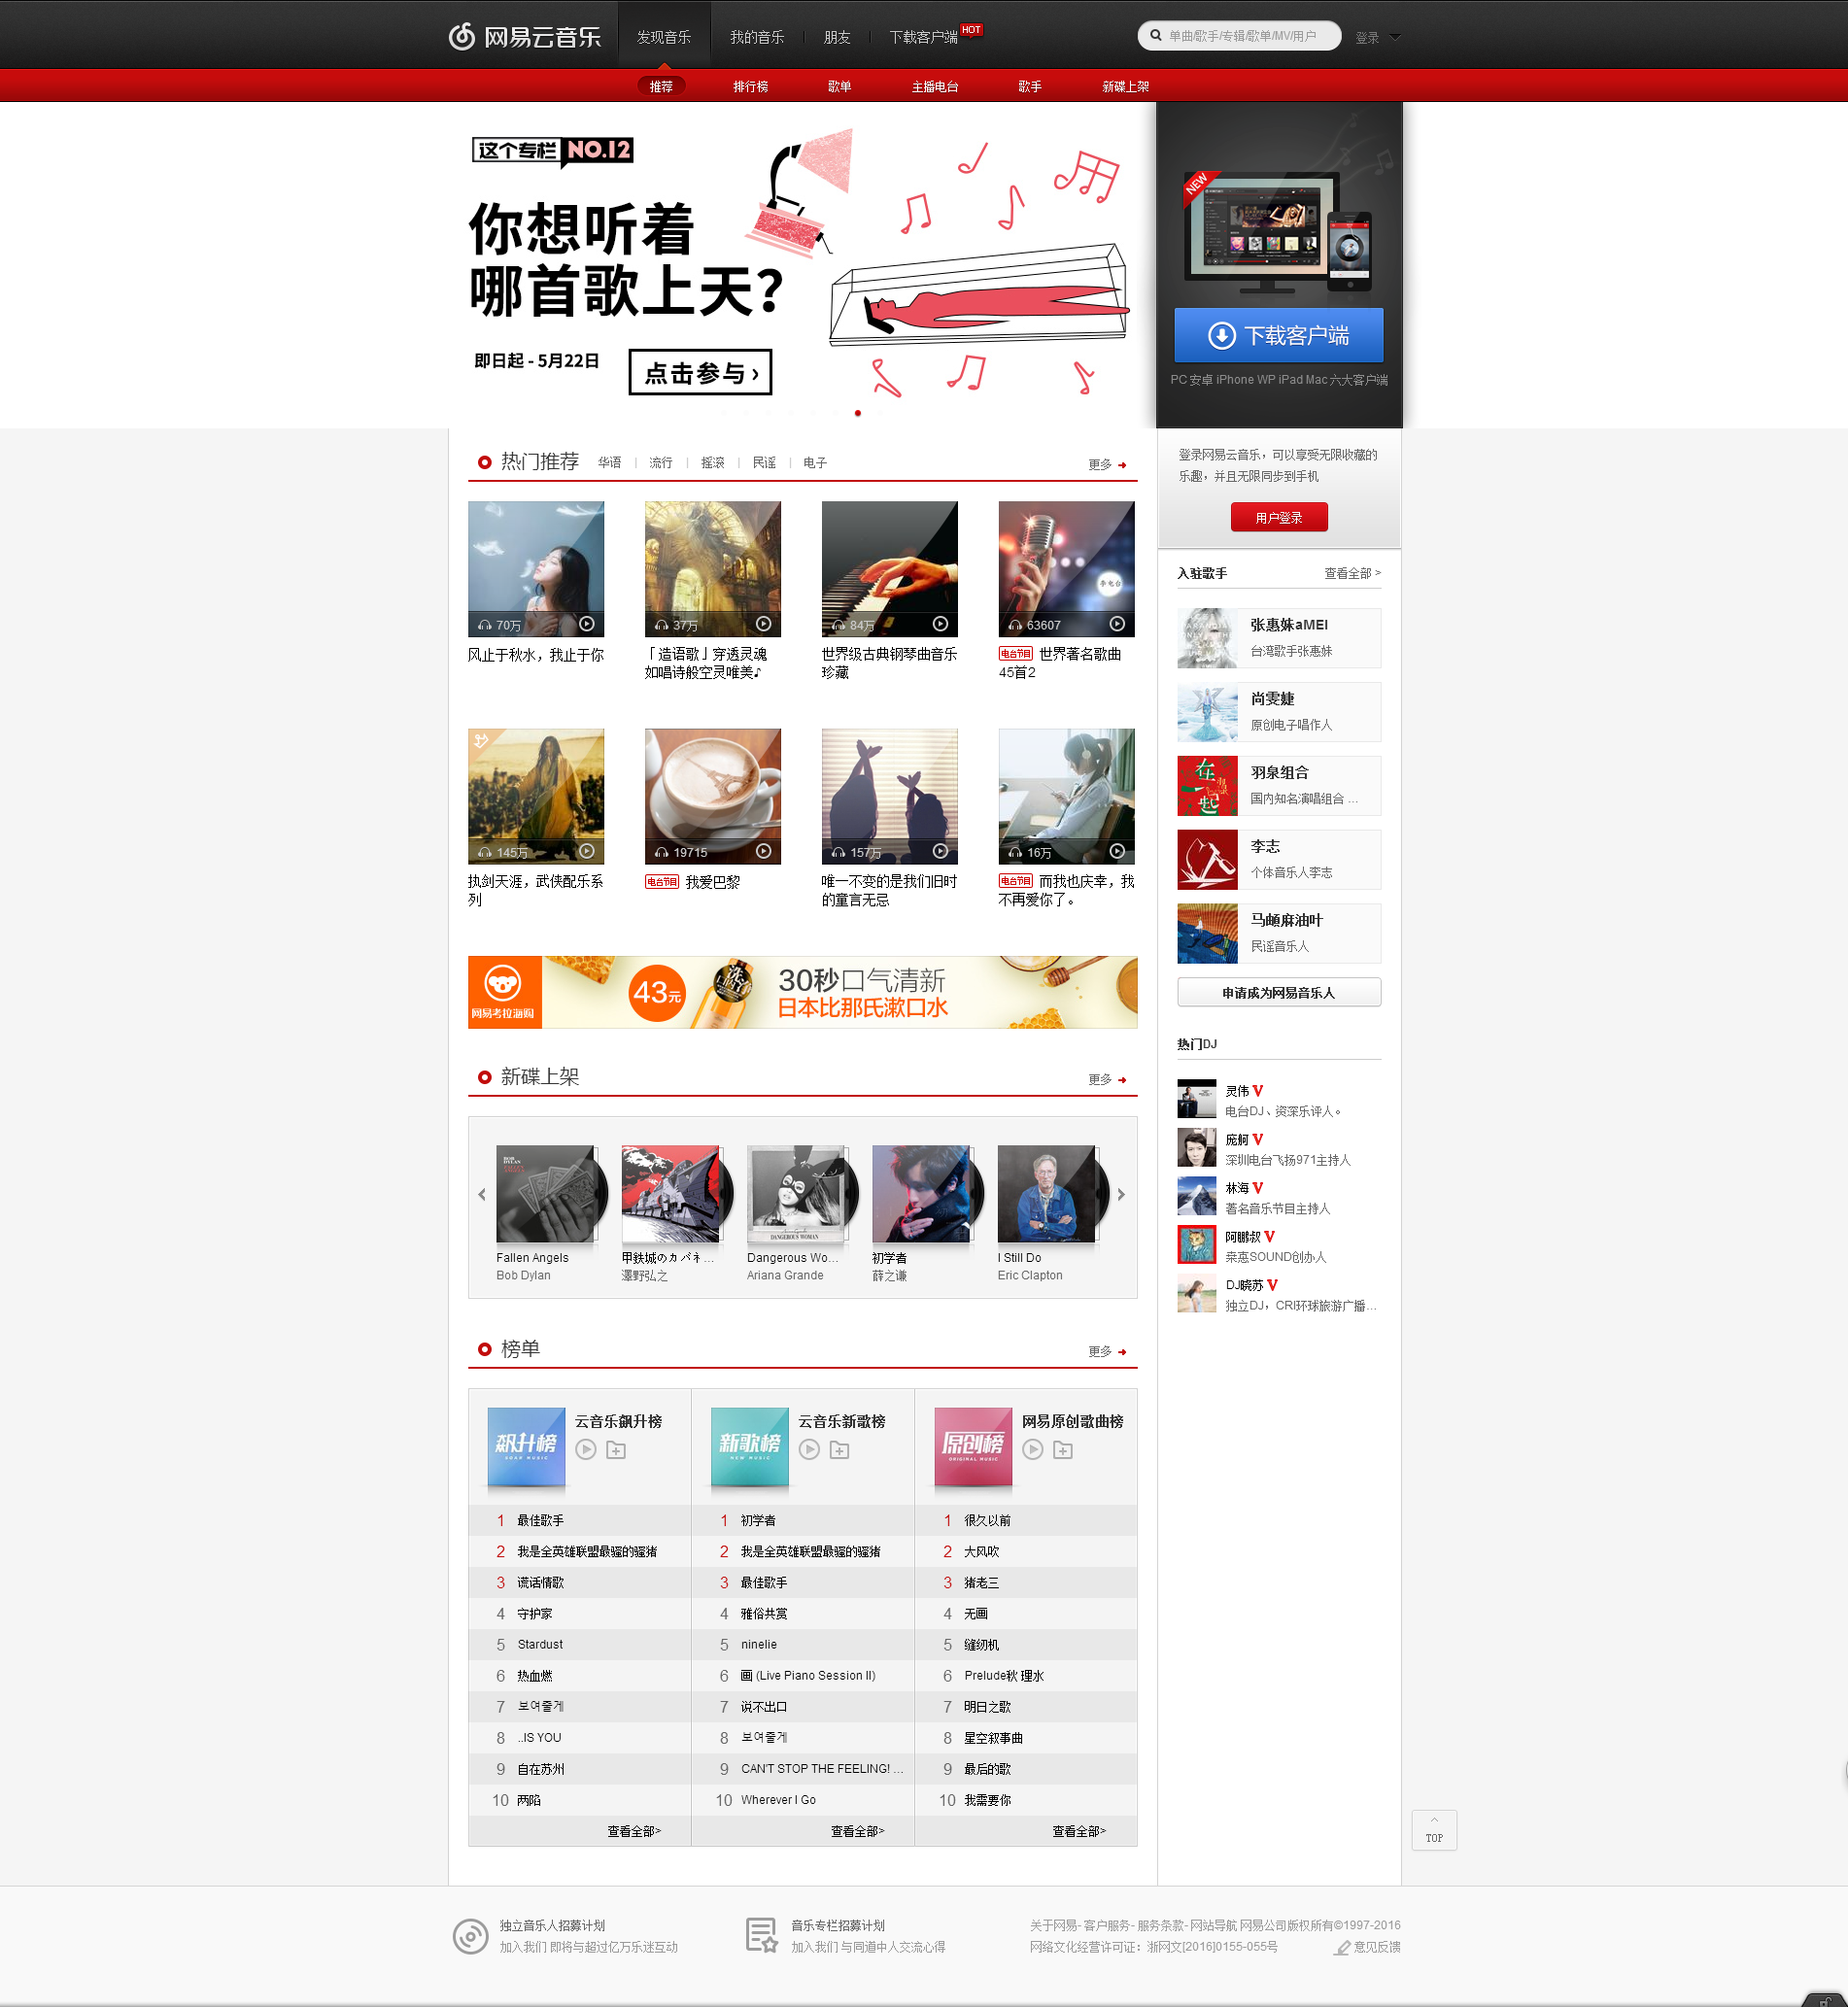 网易云音乐
发现音乐
我的音乐
朋友
下载客户端
HOT
单曲/歌手/专辑/歌单/MV/用户
登录
推荐
排行榜
歌单
主播电台
歌手
新碟上架
这个专栏 NO.12
你想听着
哪首歌上天？
即日起 - 5月22日
点击参与 ›
NEW
下载客户端
PC 安卓 iPhone WP iPad Mac 六大客户端
热门推荐 华语 | 流行 | 摇滚 | 民谣 | 电子
更多
70万
37万
84万
63607
风止于秋水，我止于你
「 造语歌 」穿透灵魂
如唱诗般空灵唯美♪
世界级古典钢琴曲音乐
珍藏
电台节目 世界著名歌曲
45首2
145万
19715
157万
16万
执剑天涯，武侠配乐系
列
电台节目 我爱巴黎
唯一不变的是我们旧时
的童言无忌
电台节目 而我也庆幸，我
不再爱你了。
网易考拉海购
43元
30秒口气清新
日本比那氏漱口水
新碟上架
更多
Fallen Angels
Bob Dylan
甲鉄城のカバネ...
澤野弘之
Dangerous Wo...
Ariana Grande
初学者
薛之谦
I Still Do
Eric Clapton
榜单
更多
飙升榜
云音乐飙升榜
1 最佳歌手
2 我是全英雄联盟最骚的骚猪
3 谎话情歌
4 守护家
5 Stardust
6 热血燃
7 보여줄게
8 ..IS YOU
9 自在苏州
10 两陷
查看全部>
新歌榜
NEW MUSIC
云音乐新歌榜
1 初学者
2 我是全英雄联盟最骚的骚猪
3 最佳歌手
4 雅俗共赏
5 ninelie
6 画 (Live Piano Session II)
7 说不出口
8 보여줄게
9 CAN'T STOP THE FEELING! ...
10 Wherever I Go
查看全部>
原创榜
ORIGINAL MUSIC
网易原创歌曲榜
1 很久以前
2 大风吹
3 猪老三
4 无画
5 缝纫机
6 Prelude秋 理水
7 明日之歌
8 星空叙事曲
9 最后的歌
10 我需要你
查看全部>
登录网易云音乐，可以享受无限收藏的
乐趣，并且无限同步到手机
用户登录
入驻歌手
查看全部 >
张惠妹aMEI
台湾歌手张惠妹
尚雯婕
原创电子唱作人
羽泉组合
国内知名演唱组合 ...
李志
个体音乐人李志
马頔麻油叶
民谣音乐人
申请成为网易音乐人
热门DJ
灵伟 V
电台DJ、资深乐评人。
庞舸 V
深圳电台飞扬971主持人
林海 V
著名音乐节目主持人
阿鹏叔 V
乘恶SOUND创办人
DJ晓苏 V
独立DJ，CRI环球旅游广播...
TOP
独立音乐人招募计划
加入我们 即将与超过亿万乐迷互动
音乐专栏招募计划
加入我们 与同道中人交流心得
关于网易- 客户服务- 服务条款- 网站导航 网易公司版权所有©1997-2016
网络文化经营许可证：浙网文[2016]0155-055号
意见反馈